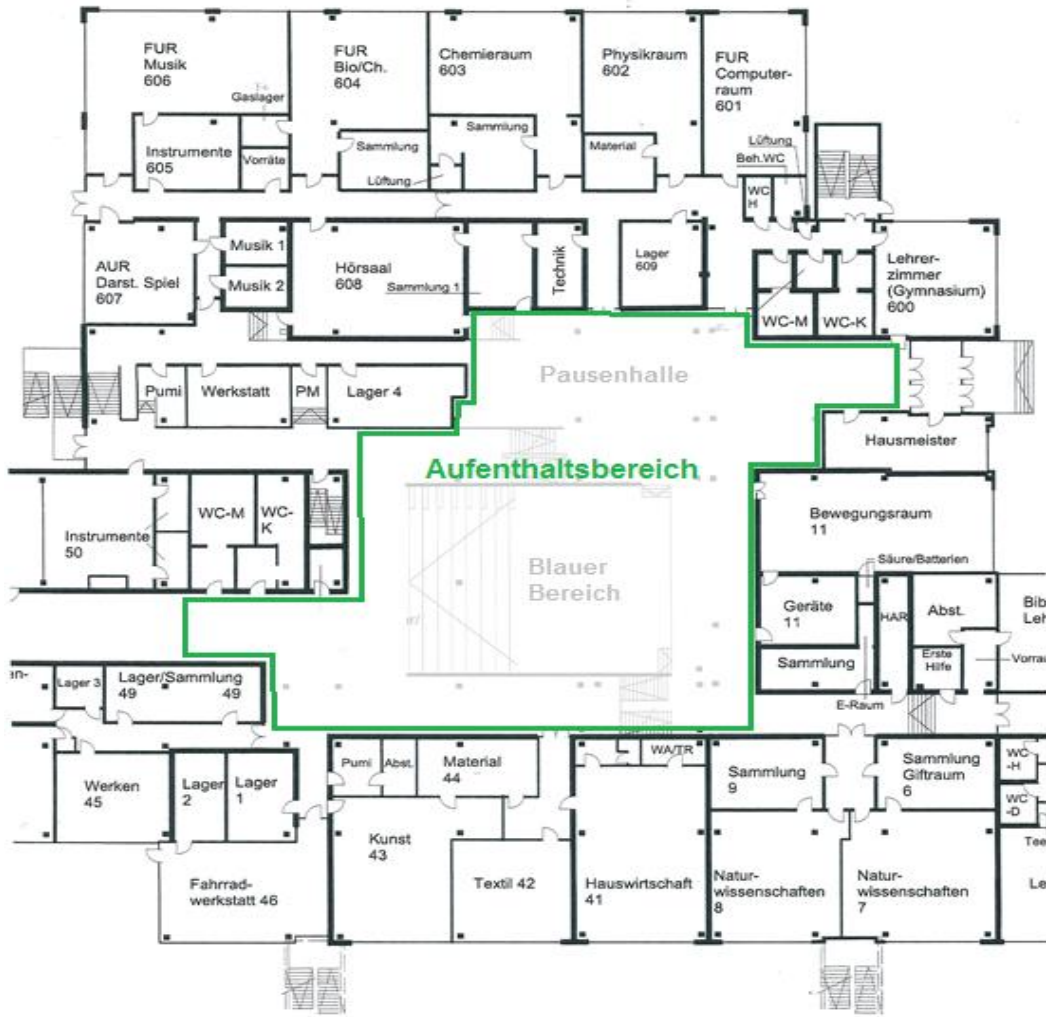 FUR
Musik
606
Gaslager
FUR
Bio/Ch.
604
Chemieraum
603
Physikraum
602
FUR
Computer-
raum
601
Instrumente
605
Vorräte
Sammlung
Lüftung
Sammlung
Material
Lüftung
Beh.WC
WC
H
AUR
Darst. Spiel
607
Musik 1
Musik 2
Hörsaal
608
Sammlung 1
Technik
Lager
609
WC-M
WC-K
Lehrer-
zimmer
(Gymnasium)
600
Pausenhalle
Pumi
Werkstatt
PM
Lager 4
Hausmeister
Aufenthaltsbereich
Instrumente
50
WC-M
WC-
K
Bewegungsraum
11
Säure/Batterien
Blauer
Bereich
Geräte
11
HAR
Abst.
Bib
Leh
Sammlung
Erste
Hilfe
Vorrau
E-Raum
en-
Lager 3
Lager/Sammlung
49
49
Werken
45
Lager
2
Lager
1
Pumi
Abst.
Material
44
WA/TR
Sammlung
9
Sammlung
Giftraum
6
WC
-H
WC
-D
Kunst
43
Textil 42
Hauswirtschaft
41
Natur-
wissenschaften
8
Natur-
wissenschaften
7
Tee
Le
Fahrrad-
werkstatt 46